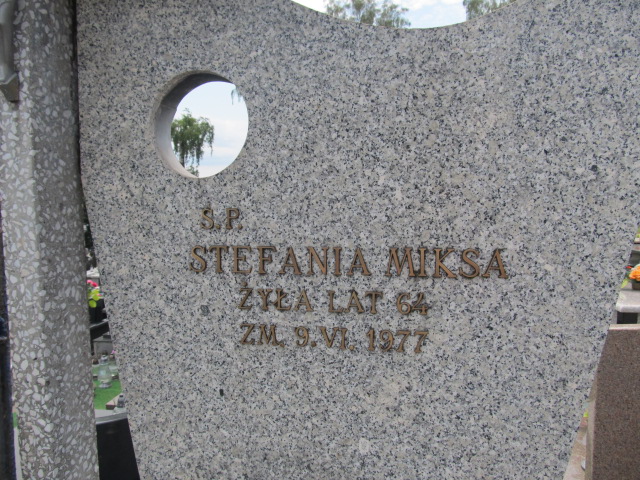 Ś.P.
STEFANIA MIKSA
ŻYŁA LAT 64
ZM. 9.VI.1977